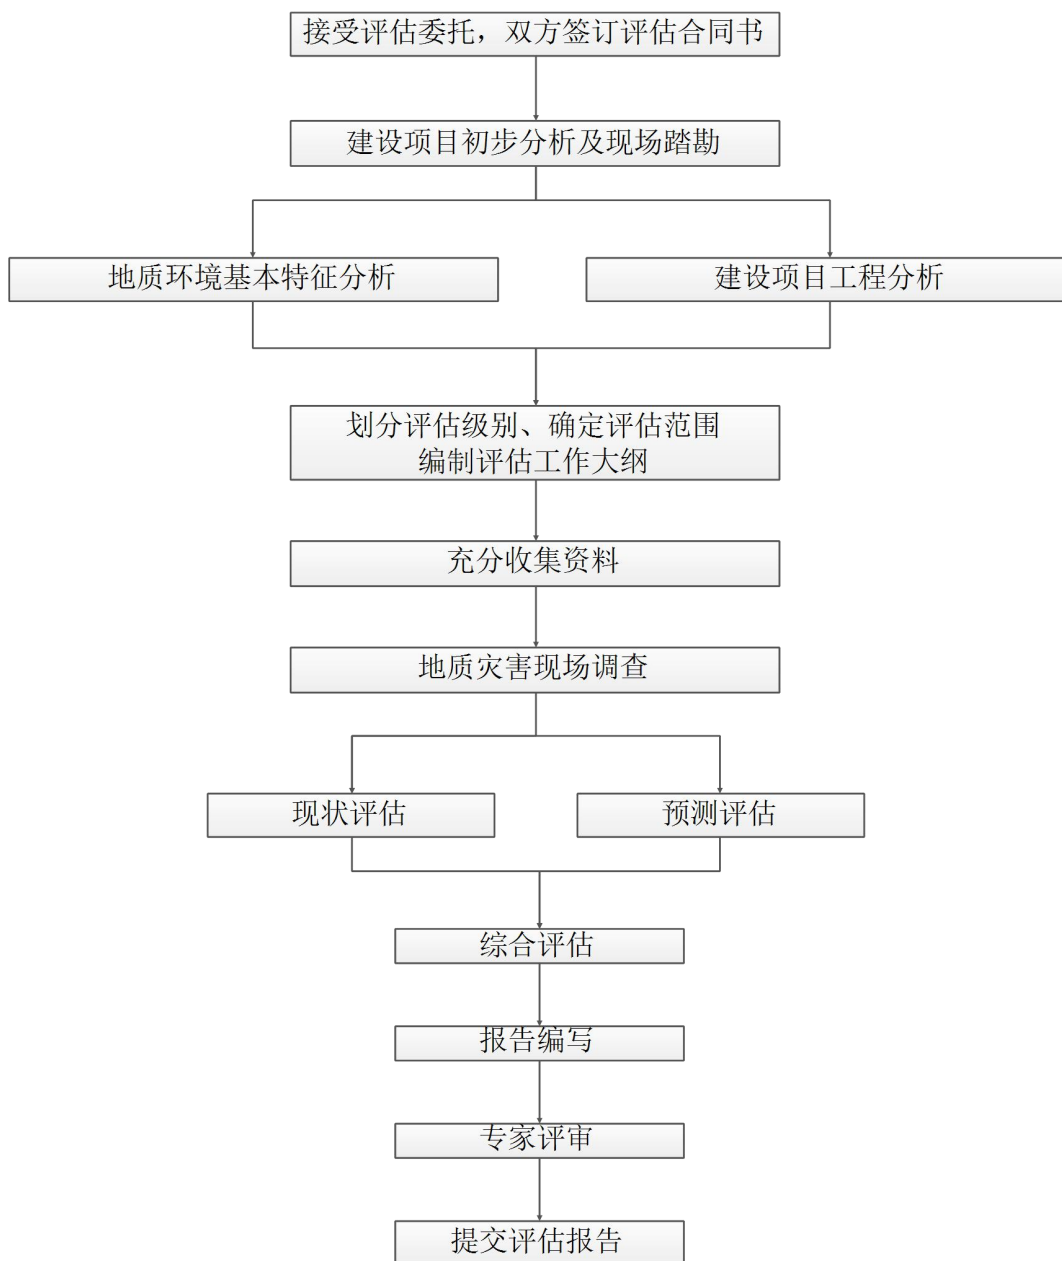 接受评估委托，双方签订评估合同书
建设项目初步分析及现场踏勘
地质环境基本特征分析
建设项目工程分析
划分评估级别、确定评估范围
编制评估工作大纲
充分收集资料
地质灾害现场调查
现状评估
预测评估
综合评估
报告编写
专家评审
提交评估报告